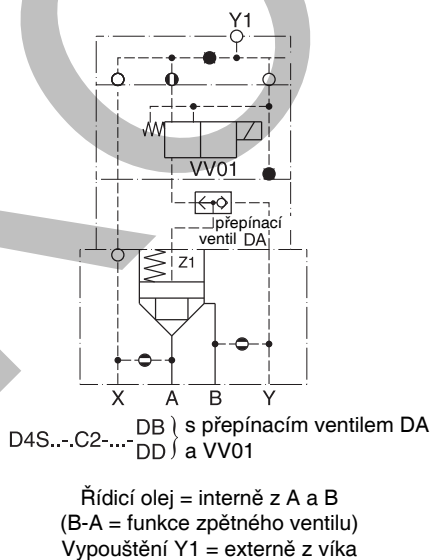 Y1
VV01
přepínací
ventil DA
Z1
X A B Y
D4S..-.C2-...-DB } s přepínacím ventilem DA
DD } a VV01
Řídicí olej = interně z A a B
(B-A = funkce zpětného ventilu)
Vypouštění Y1 = externě z víka